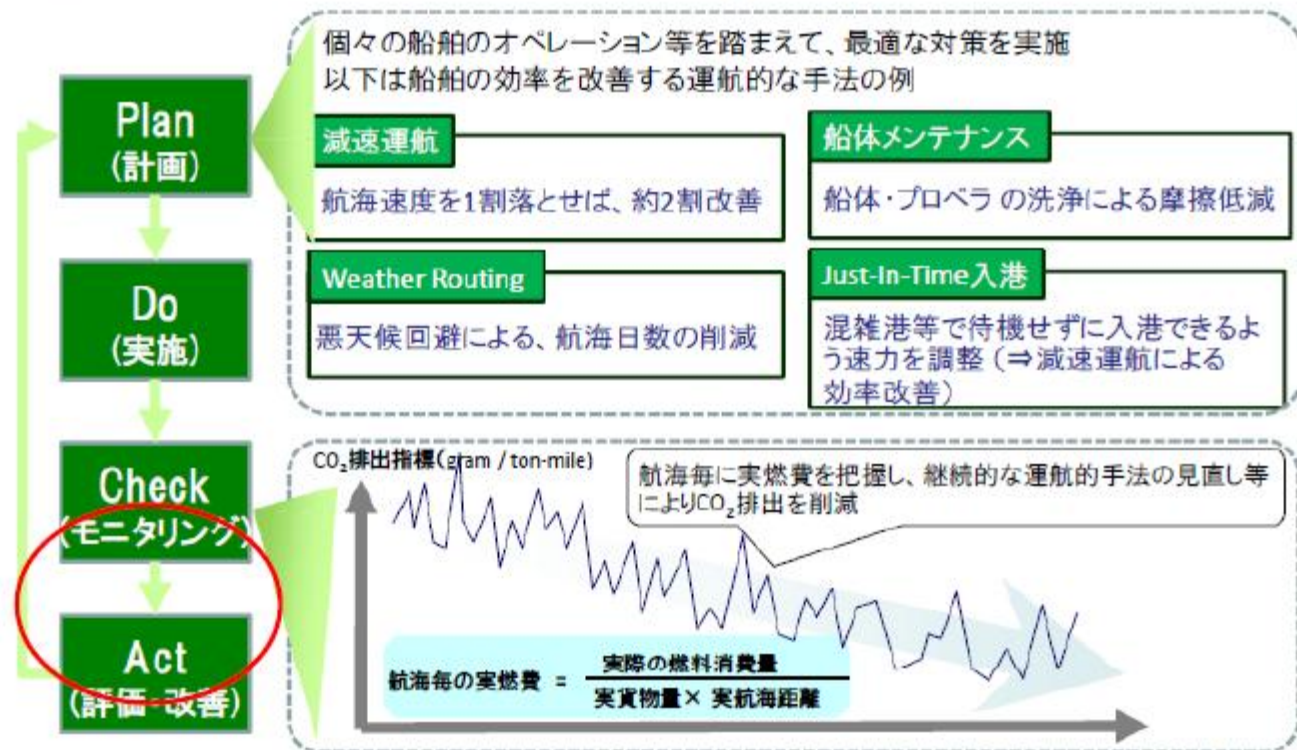 個々の船舶のオペレーション等を踏まえて、最適な対策を実施
以下は船舶の効率を改善する運航的な手法の例
Plan
(計画)
減速運航
航海速度を1割落とせば、約2割改善
船体メンテナンス
船体・プロペラ の洗浄による摩擦低減
Do
(実施)
Weather Routing
悪天候回避による、航海日数の削減
Just-In-Time入港
混雑港等で待機せずに入港できるよ
う速力を調整 (⇒減速運航による
効率改善)
Check
(モニタリング)
CO₂排出指標(gram / ton-mile)
航海毎に実燃費を把握し、継続的な運航的手法の見直し等
によりCO₂排出を削減
Act
(評価・改善)
航海毎の実燃費 =
実際の燃料消費量
実貨物量× 実航海距離